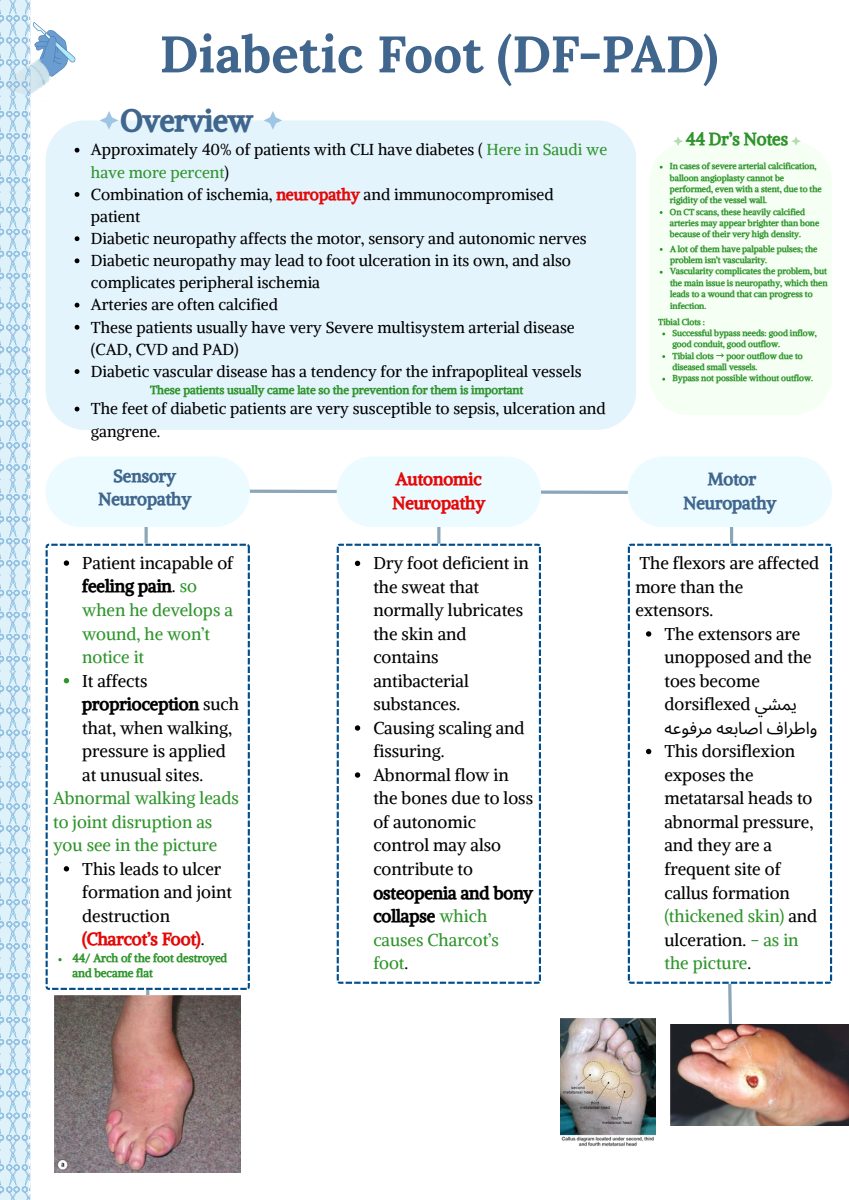 Diabetic Foot (DF-PAD)
Overview
Approximately 40% of patients with CLI have diabetes ( Here in Saudi we
have more percent)
Combination of ischemia, neuropathy and immunocompromised
patient
Diabetic neuropathy affects the motor, sensory and autonomic nerves
Diabetic neuropathy may lead to foot ulceration in its own, and also
complicates peripheral ischemia
Arteries are often calcified
These patients usually have very Severe multisystem arterial disease
(CAD, CVD and PAD)
Diabetic vascular disease has a tendency for the infrapopliteal vessels
These patients usually came late so the prevention for them is important
The feet of diabetic patients are very susceptible to sepsis, ulceration and
gangrene.
44 Dr's Notes
In cases of severe arterial calcification,
balloon angioplasty cannot be
performed, even with a stent, due to the
rigidity of the vessel wall.
On CT scans, these heavily calcified
arteries may appear brighter than bone
because of their very high density.
A lot of them have palpable pulses; the
problem isn't vascularity.
Vascularity complicates the problem, but
the main issue is neuropathy, which then
leads to a wound that can progress to
infection.
Tibial Clots :
Successful bypass needs: good inflow,
good conduit, good outflow.
Tibial clots → poor outflow due to
diseased small vessels.
Bypass not possible without outflow.
Sensory
Neuropathy
Patient incapable of
feeling pain. so
when he develops a
wound, he won't
notice it
It affects
proprioception such
that, when walking,
pressure is applied
at unusual sites.
Abnormal walking leads
to joint disruption as
you see in the picture
This leads to ulcer
formation and joint
destruction
(Charcot's Foot).
44/ Arch of the foot destroyed
and became flat
Autonomic
Neuropathy
Dry foot deficient in
the sweat that
normally lubricates
the skin and
contains
antibacterial
substances.
Causing scaling and
fissuring.
Abnormal flow in
the bones due to loss
of autonomic
control may also
contribute to
osteopenia and bony
collapse which
causes Charcot's
foot.
Motor
Neuropathy
The flexors are affected
more than the
extensors.
The extensors are
unopposed and the
toes become
dorsiflexed يمشي
واطراف اصابعه مرفوعه
This dorsiflexion
exposes the
metatarsal heads to
abnormal pressure,
and they are a
frequent site of
callus formation
(thickened skin) and
ulceration. - as in
the picture.
second
metatarsal head
third
metatarsal head
fourth
metatarsal head
Callus diagram located under second, third
and fourth metatarsal head